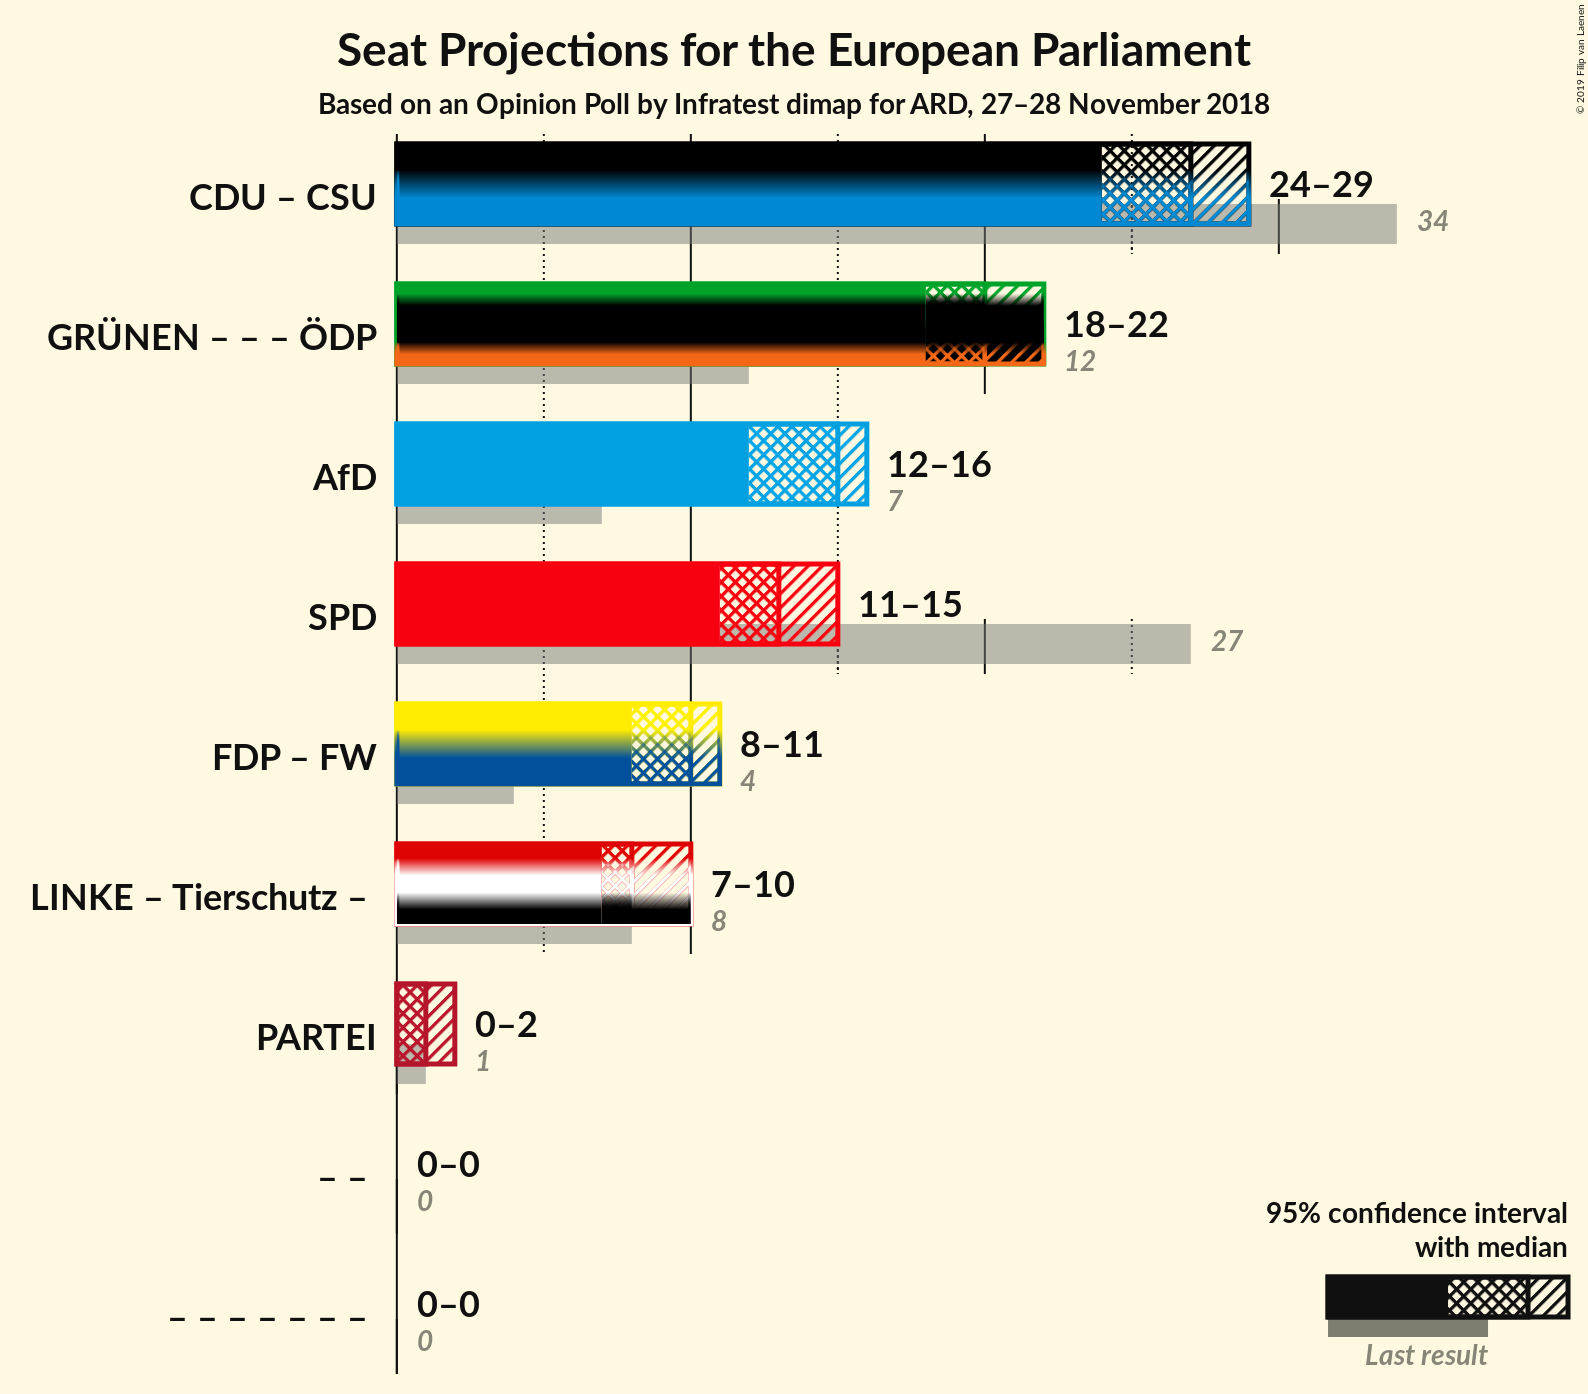 Seat Projections for the European Parliament
Based on an Opinion Poll by Infratest dimap for ARD, 27–28 November 2018
© 2019 Filip van Laenen
CDU – CSU
24–29
34
GRÜNEN – – – ÖDP
18–22
12
AfD
12–16
7
SPD
11–15
27
FDP – FW
8–11
4
LINKE – Tierschutz –
7–10
8
PARTEI
0–2
1
– –
0–0
0
– – – – – – –
0–0
0
95% confidence interval
with median
Last result